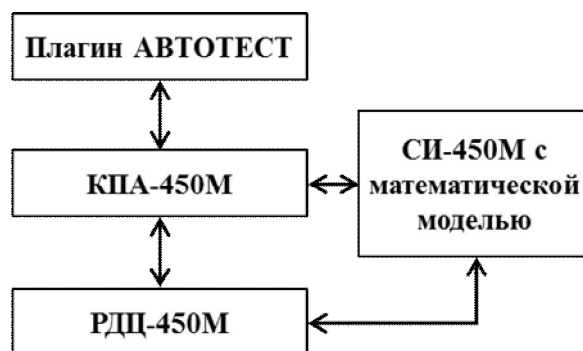 Плагин АВТОТЕСТ
КПА-450М
СИ-450М с
математической
моделью
РДЦ-450М